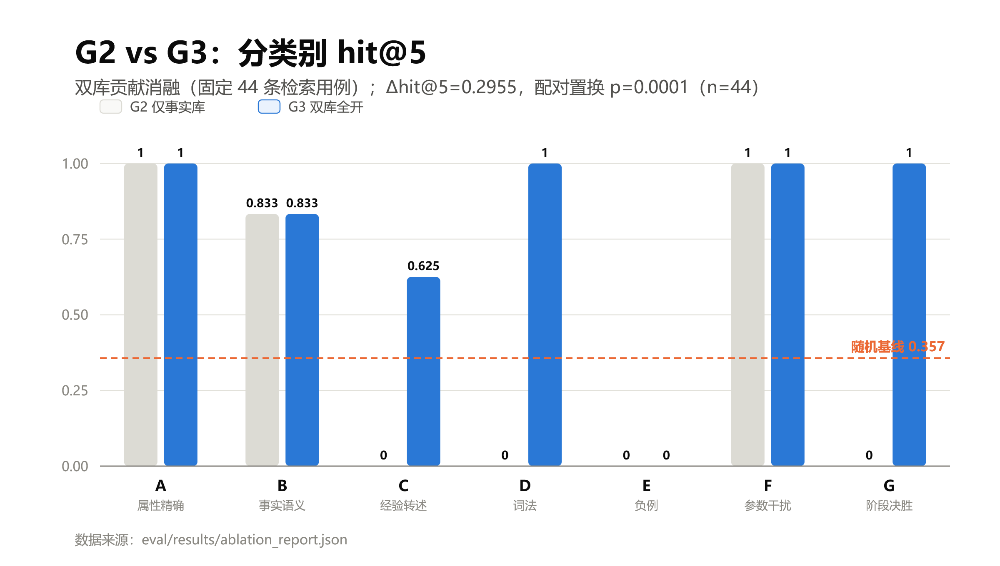 G2 vs G3：分类别 hit@5
双库贡献消融（固定 44 条检索用例）；Δhit@5=0.2955，配对置换 p=0.0001（n=44）
G2 仅事实库 G3 双库全开
1 1 1 1 1 1
1.00
0.833 0.833
0.75
0.625
0.50
随机基线 0.357
0.25
0 0 0 0 0
0.00
A B C D E F G
属性精确 事实语义 经验转述 词法 负例 参数干扰 阶段决胜
数据来源：eval/results/ablation_report.json